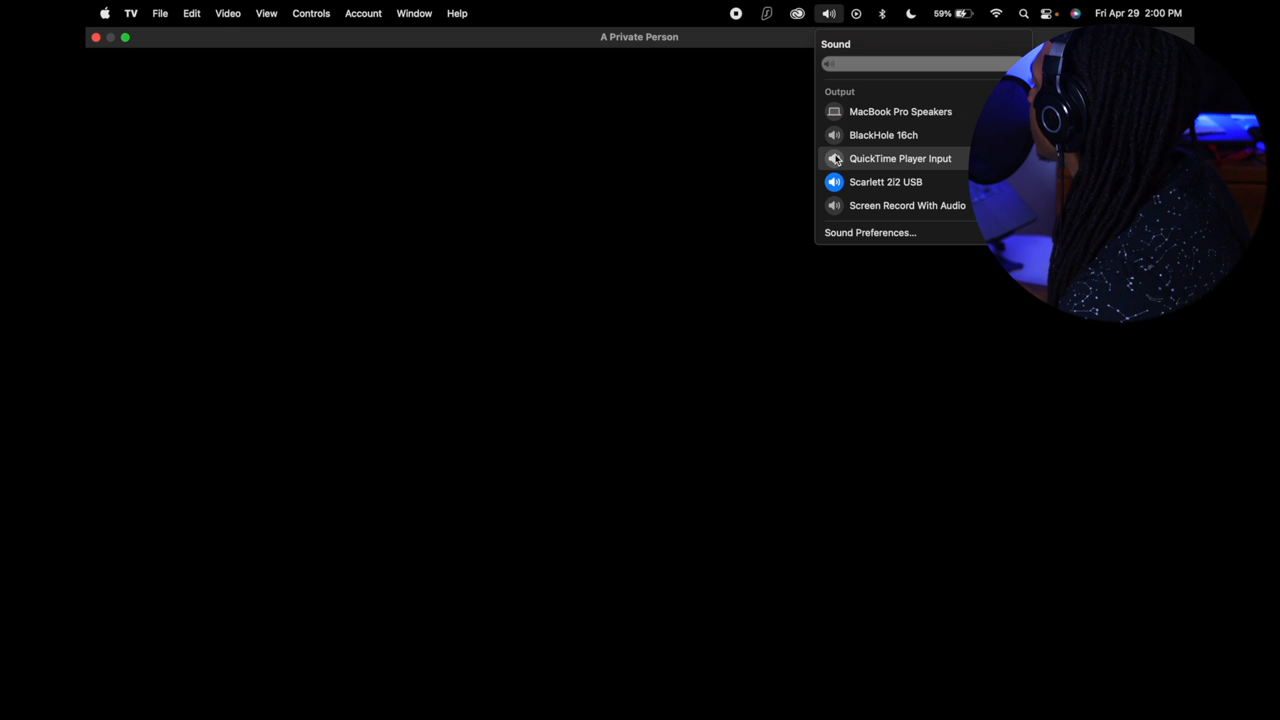 TV File Edit Video View Controls Account Window Help 59% Fri Apr 29 2:00 PM
A Private Person
Sound
Output
MacBook Pro Speakers
BlackHole 16ch
QuickTime Player Input
Scarlett 2i2 USB
Screen Record With Audio
Sound Preferences...